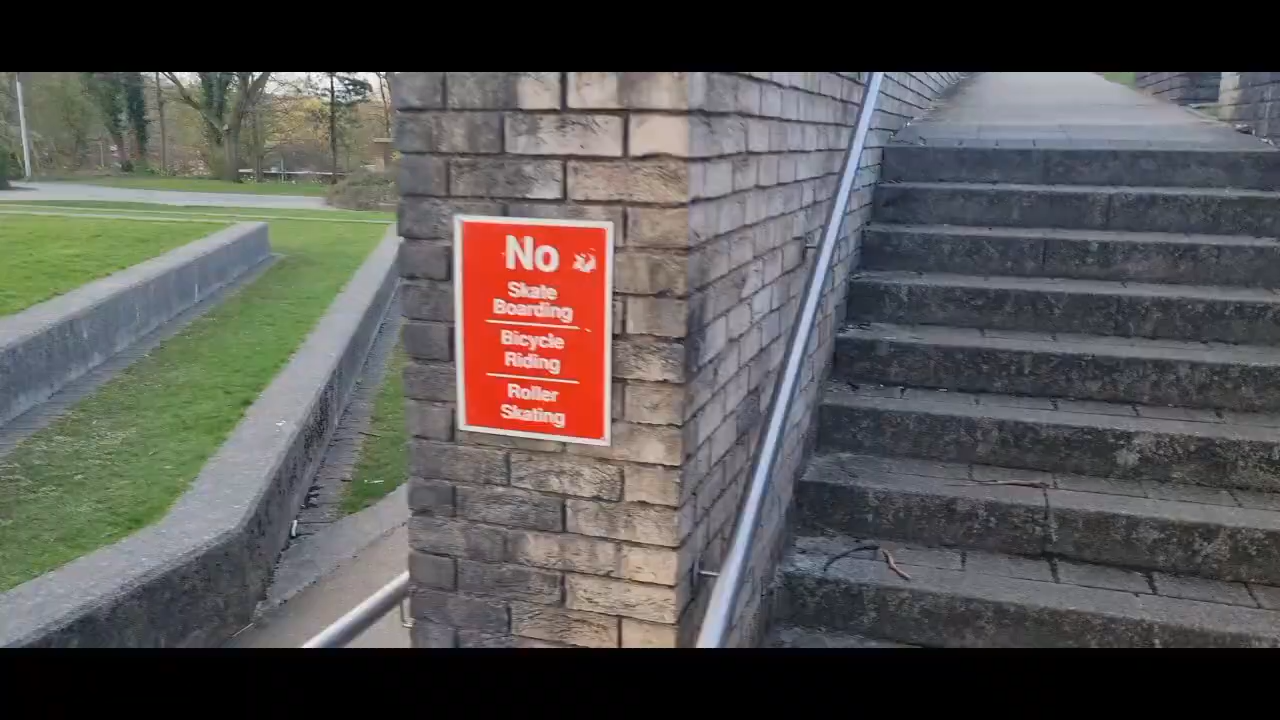 No
Skate
Boarding
Bicycle
Riding
Roller
Skating